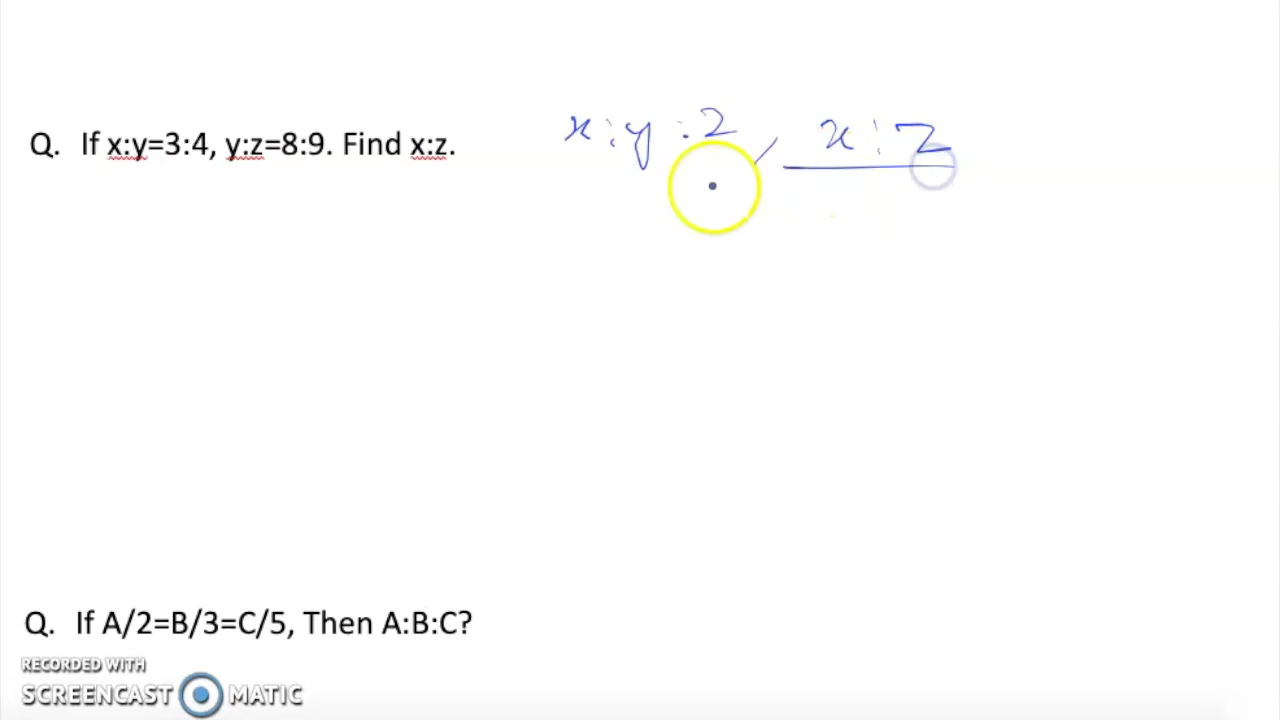 Q. If x:y=3:4, y:z=8:9. Find x:z. x:y:z, x:z
Q. If A/2=B/3=C/5, Then A:B:C?
RECORDED WITH
SCREENCAST MATIC